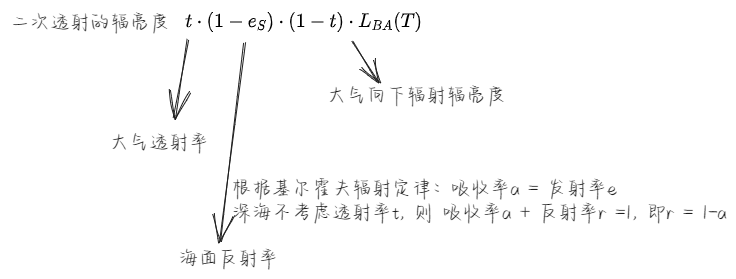 二次透射的辐亮度 t·(1−e_S)·(1−t)·L_{BA}(T)
大气向下辐射辐亮度
大气透射率
根据基尔霍夫辐射定律：吸收率a = 发射率e
深海不考虑透射率t, 则 吸收率a + 反射率r =1, 即r = 1-a
海面反射率